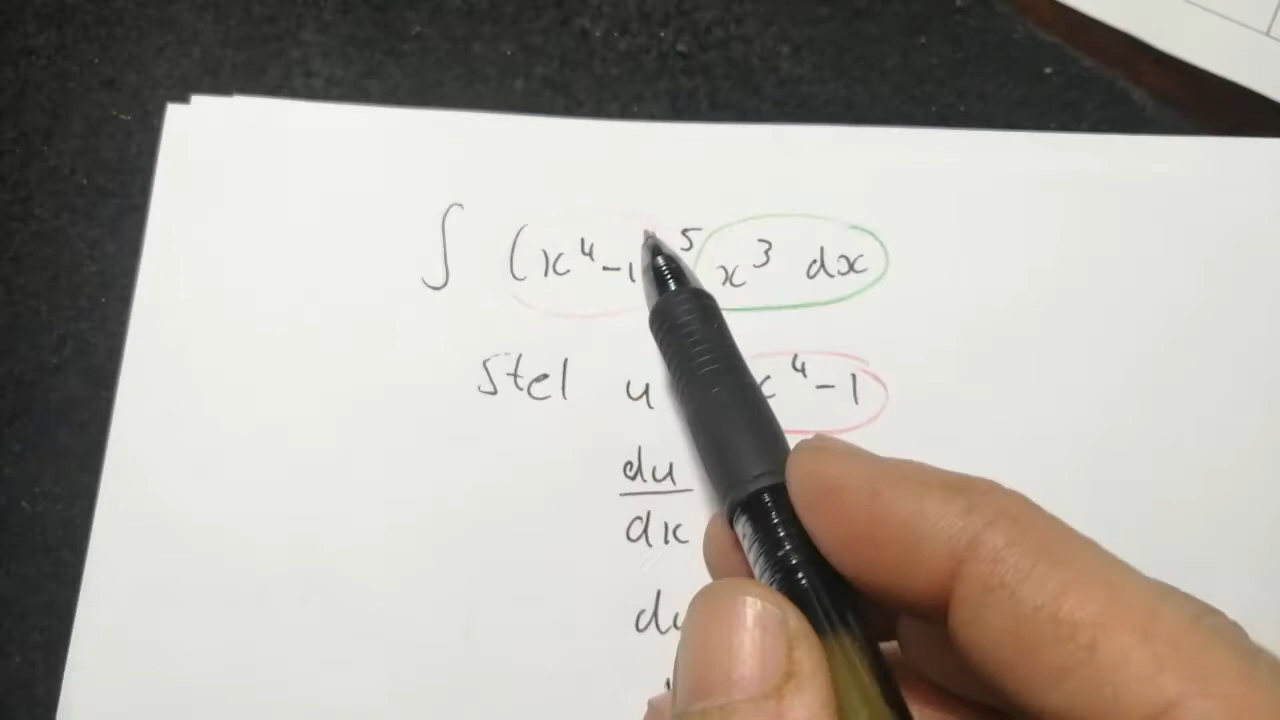 ∫ (x⁴-1 ⁵ x³ dx
Stel u x⁴-1
du
dx
du